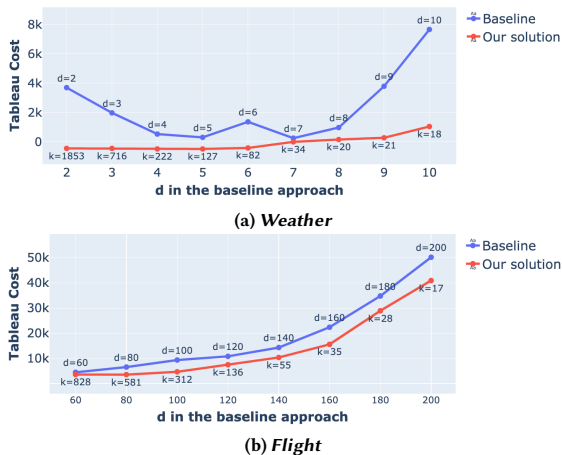 Tableau Cost
8k
6k
4k
2k
0
d=2
d=3
d=4
d=5
d=6
d=7
d=8
d=9
d=10
k=1853
k=716
k=222
k=127
k=82
k=34
k=20
k=21
k=18
2 3 4 5 6 7 8 9 10
d in the baseline approach
Aa Baseline
Aa Our solution
(a) Weather
Tableau Cost
50k
40k
30k
20k
10k
d=60
d=80
d=100
d=120
d=140
d=160
d=180
d=200
k=828
k=581
k=312
k=136
k=55
k=35
k=28
k=17
60 80 100 120 140 160 180 200
d in the baseline approach
Aa Baseline
Aa Our solution
(b) Flight